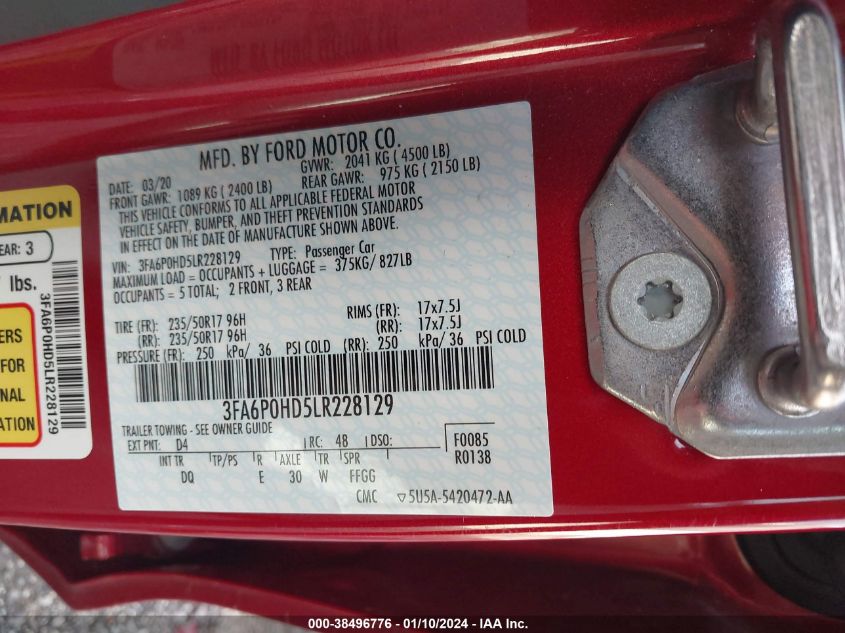 MFD. BY FORD MOTOR CO.
DATE: 03/20 GVWR: 2041 KG ( 4500 LB)
FRONT GAWR: 1089 KG ( 2400 LB) REAR GAWR: 975 KG ( 2150 LB)
THIS VEHICLE CONFORMS TO ALL APPLICABLE FEDERAL MOTOR
VEHICLE SAFETY, BUMPER, AND THEFT PREVENTION STANDARDS
IN EFFECT ON THE DATE OF MANUFACTURE SHOWN ABOVE.
VIN: 3FA6P0HD5LR228129 TYPE: Passenger Car
MAXIMUM LOAD = OCCUPANTS + LUGGAGE = 375KG/ 827LB
OCCUPANTS = 5 TOTAL; 2 FRONT, 3 REAR
TIRE (FR): 235/50R17 96H RIMS (FR): 17x7.5J
(RR): 235/50R17 96H (RR): 17x7.5J
PRESSURE (FR): 250 kPa/ 36 PSI COLD (RR): 250 kPa/ 36 PSI COLD
3FA6P0HD5LR228129
TRAILER TOWING - SEE OWNER GUIDE
EXT PNT: D4 RC: 48 DSO: F0085
R0138
INT TR TP/PS R AXLE TR SPR
DQ E 30 W FFGG
CMC 5U5A-5420472-AA
MATION
EAR: 3
lbs.
ERS
FOR
NAL
TION
3FA6P0HD5LR228129
000-38496776 - 01/10/2024 - IAA Inc.